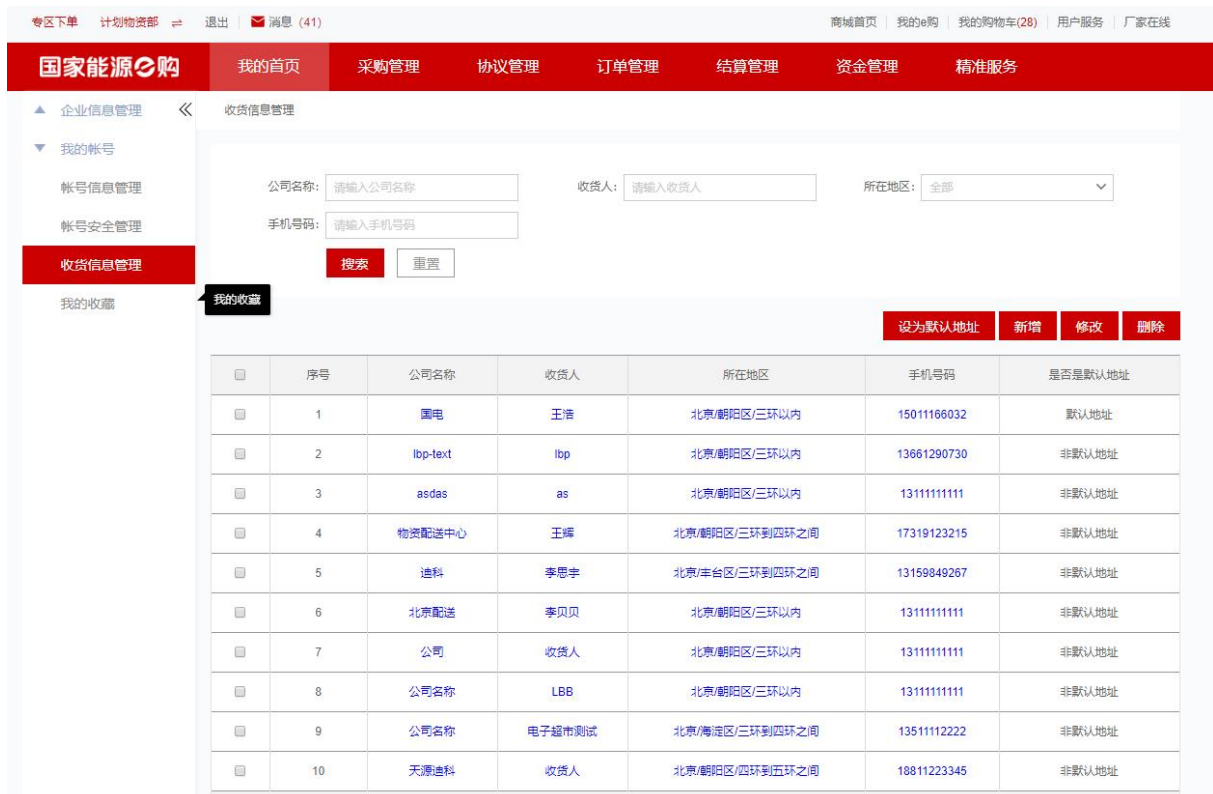 专区下单 计划物资部 ⇌ 退出 消息 (41) 商城首页 我的e购 我的购物车(28) 用户服务 厂家在线
国家能源e购 我的首页 采购管理 协议管理 订单管理 结算管理 资金管理 精准服务
企业信息管理 收货信息管理
我的帐号
帐号信息管理
帐号安全管理
收货信息管理
我的收藏
我的收藏
公司名称: 请输入公司名称 收货人: 请输入收货人 所在地区: 全部
手机号码: 请输入手机号码
搜索 重置
设为默认地址 新增 修改 删除
序号 公司名称 收货人 所在地区 手机号码 是否是默认地址
1 国电 王浩 北京/朝阳区/三环以内 15011166032 默认地址
2 lbp-text lbp 北京/朝阳区/三环以内 13661290730 非默认地址
3 asdas as 北京/朝阳区/三环以内 13111111111 非默认地址
4 物资配送中心 王辉 北京/朝阳区/三环到四环之间 17319123215 非默认地址
5 迪科 李思宇 北京/丰台区/三环到四环之间 13159849267 非默认地址
6 北京配送 李贝贝 北京/朝阳区/三环以内 13111111111 非默认地址
7 公司 收货人 北京/朝阳区/三环以内 13111111111 非默认地址
8 公司名称 LBB 北京/朝阳区/三环以内 13111111111 非默认地址
9 公司名称 电子超市测试 北京/海淀区/三环到四环之间 13511112222 非默认地址
10 天源迪科 收货人 北京/朝阳区/四环到五环之间 18811223345 非默认地址